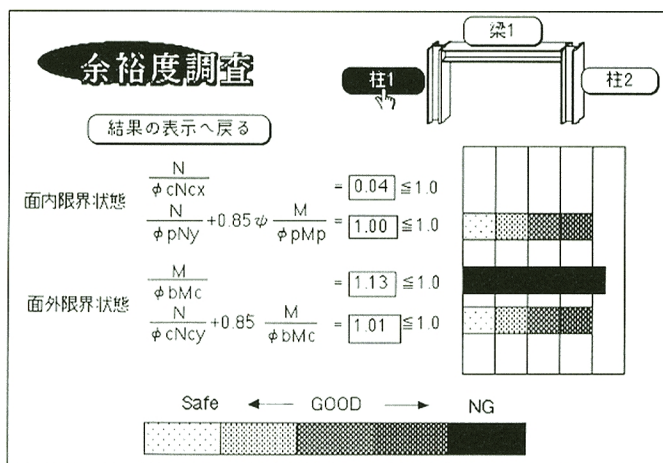 余裕度調査
梁1
柱1
柱2
結果の表示へ戻る
面内限界状態
N/φcNcx = 0.04 ≦1.0
N/φpNy +0.85ψ M/φpMp = 1.00 ≦1.0
面外限界状態
M/φbMc = 1.13 ≦1.0
N/φcNcy +0.85 M/φbMc = 1.01 ≦1.0
Safe ← GOOD → NG